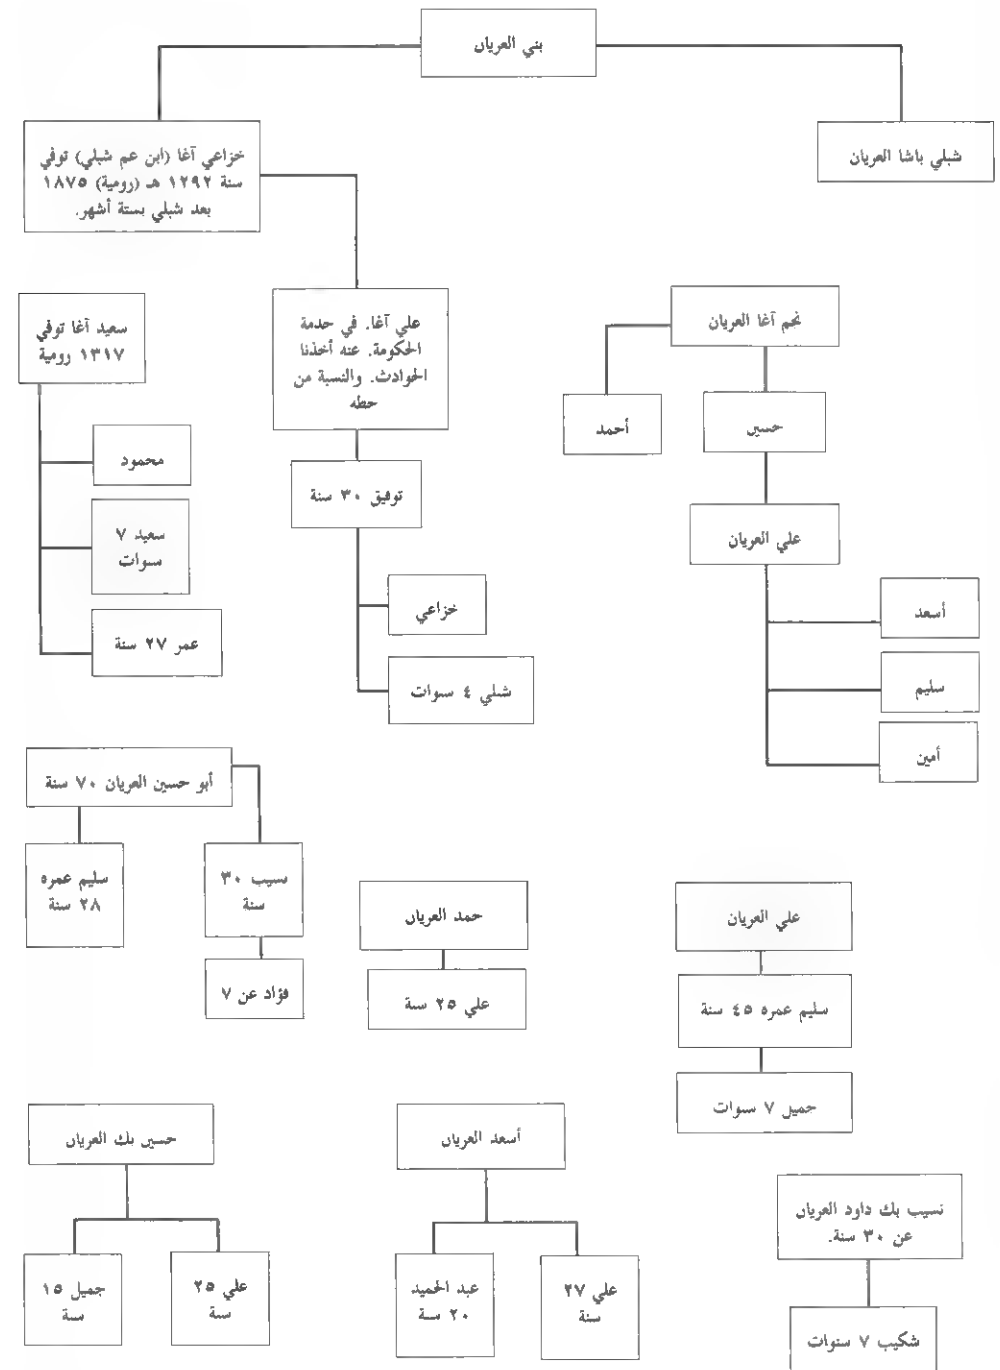 بني العريان
شبلي باشا العريان
خزاعي آغا (ابن عم شبلي) توفي
سنة ١٢٩٢ هـ (رومية) ١٨٧٥
بعد شبلي بستة أشهر.
نجم آغا العريان
أحمد
حسين
علي العريان
أسعد
سليم
أمين
علي آغا. في خدمة
الحكومة. عنه أخذنا
الحوادث. والنسبة من
خطه
توفيق ٣٠ سنة
خزاعي
شبلي ٤ سنوات
سعيد آغا توفي
١٣١٧ رومية
محمود
سعيد ٧
سنوات
عمر ٢٧ سنة
أبو حسين العريان ٧٠ سنة
نسيب ٣٠
سنة
فؤاد عن ٧
سليم عمره
٢٨ سنة
علي العريان
سليم عمره ٤٥ سنة
جميل ٧ سنوات
حمد العريان
علي ٢٥ سنة
نسيب بك داود العريان
عن ٣٠ سنة.
شكيب ٧ سنوات
أسعد العريان
علي ٢٧
سنة
عبد الحميد
٢٠ سنة
حسين بك العريان
علي ٢٥
سنة
جميل ١٥
سنة